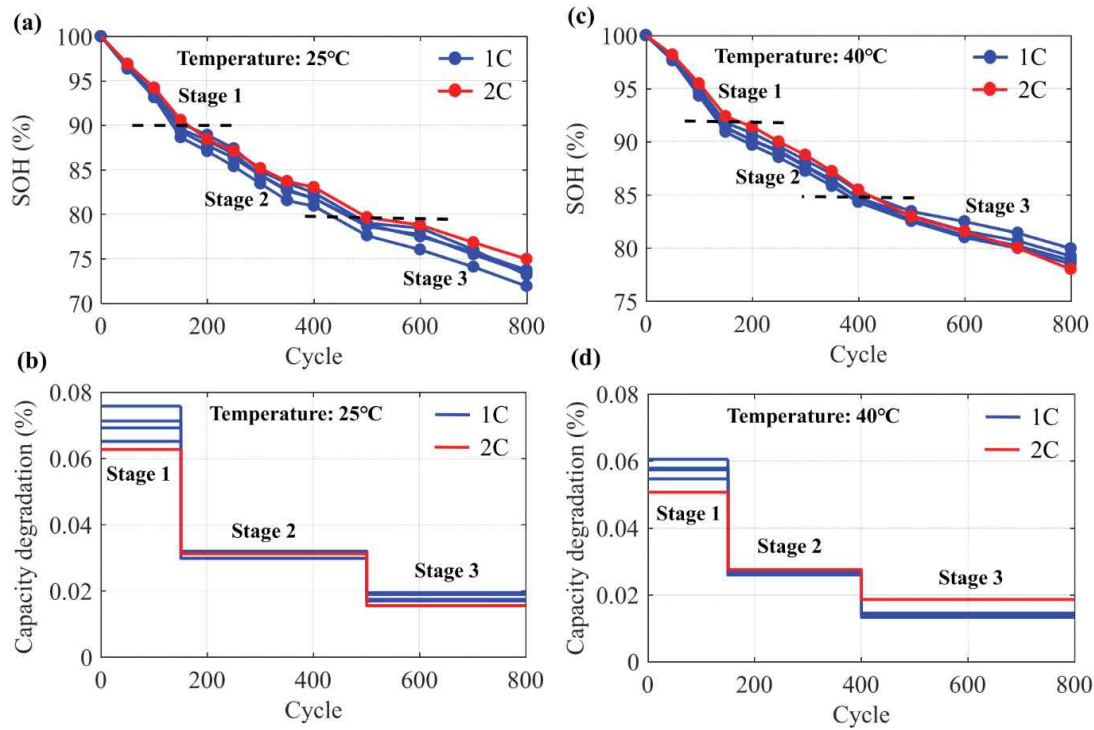 (a)
Temperature: 25°C
1C
2C
Stage 1
Stage 2
Stage 3
SOH (%)
100
95
90
85
80
75
70
0
200
400
600
800
Cycle
(c)
Temperature: 40°C
1C
2C
Stage 1
Stage 2
Stage 3
SOH (%)
100
95
90
85
80
75
0
200
400
600
800
Cycle
(b)
Temperature: 25°C
1C
2C
Stage 1
Stage 2
Stage 3
Capacity degradation (%)
0.08
0.06
0.04
0.02
0
0
200
400
600
800
Cycle
(d)
Temperature: 40°C
1C
2C
Stage 1
Stage 2
Stage 3
Capacity degradation (%)
0.08
0.06
0.04
0.02
0
0
200
400
600
800
Cycle